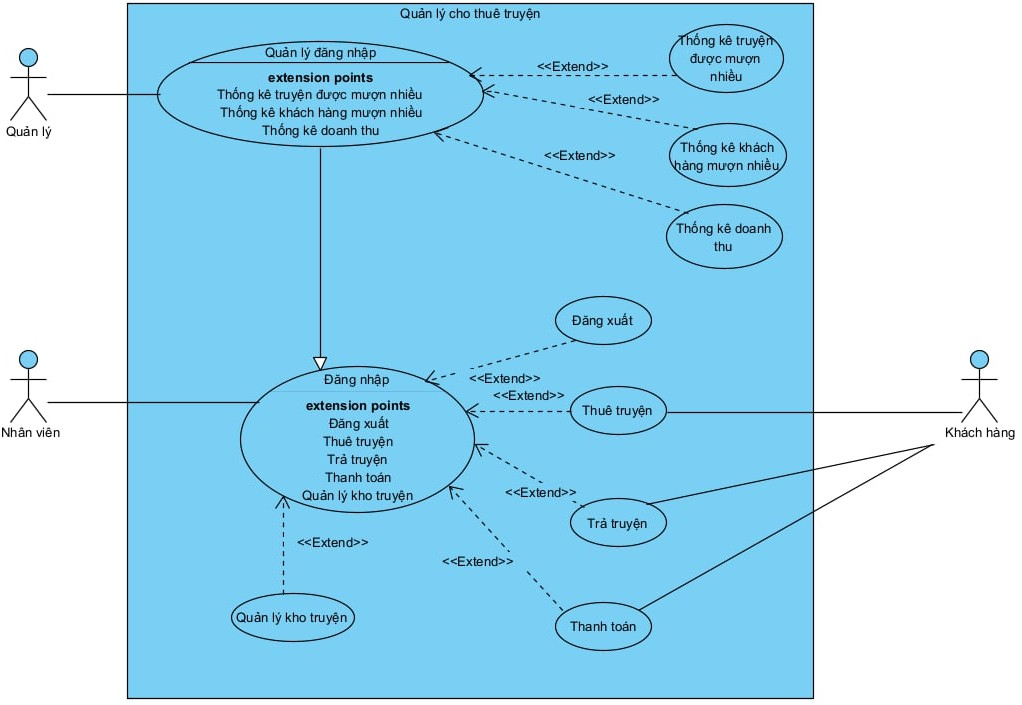 Quản lý cho thuê truyện
Quản lý đăng nhập
extension points
Thống kê truyện được mượn nhiều
Thống kê khách hàng mượn nhiều
Thống kê doanh thu
Thống kê truyện
được mượn
nhiều
<<Extend>>
<<Extend>>
Quản lý
Thống kê khách
hàng mượn nhiều
<<Extend>>
Thống kê doanh
thu
Đăng xuất
Đăng nhập
extension points
Đăng xuất
Thuê truyện
Trả truyện
Thanh toán
Quản lý kho truyện
<<Extend>>
<<Extend>>
Thuê truyện
Nhân viên
Khách hàng
<<Extend>>
Trả truyện
<<Extend>>
<<Extend>>
Quản lý kho truyện
Thanh toán